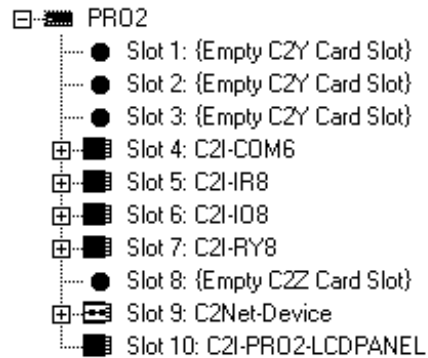 PRO2
Slot 1: {Empty C2Y Card Slot}
Slot 2: {Empty C2Y Card Slot}
Slot 3: {Empty C2Y Card Slot}
Slot 4: C2I-COM6
Slot 5: C2I-IR8
Slot 6: C2I-IO8
Slot 7: C2I-RY8
Slot 8: {Empty C2Z Card Slot}
Slot 9: C2Net-Device
Slot 10: C2I-PRO2-LCDPANEL